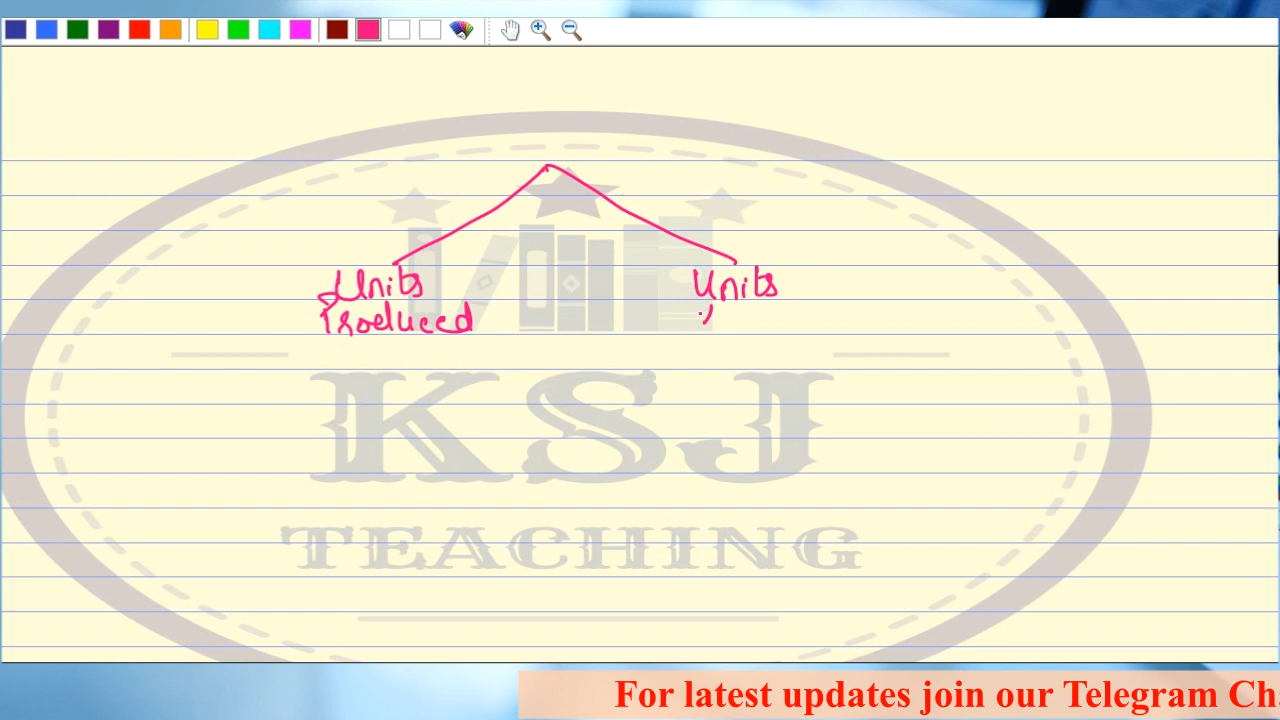 Units
Produced
Units
KSJ
TEACHING
For latest updates join our Telegram Ch